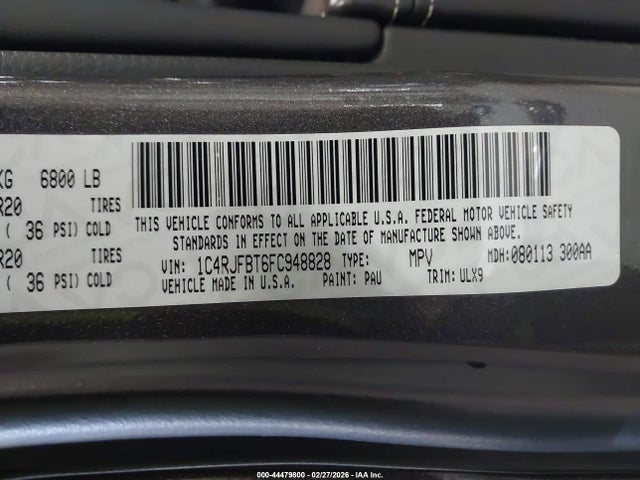 KG 6800 LB
R20 TIRES
( 36 PSI) COLD
R20 TIRES
( 36 PSI) COLD
THIS VEHICLE CONFORMS TO ALL APPLICABLE U.S.A. FEDERAL MOTOR VEHICLE SAFETY
STANDARDS IN EFFECT ON THE DATE OF MANUFACTURE SHOWN ABOVE.
VIN: 1C4RJFBT6FC948828 TYPE: MPV MDH:080113 300AA
VEHICLE MADE IN U.S.A. PAINT: PAU TRIM: ULX9
000-44479800 - 02/27/2026 - IAA Inc.